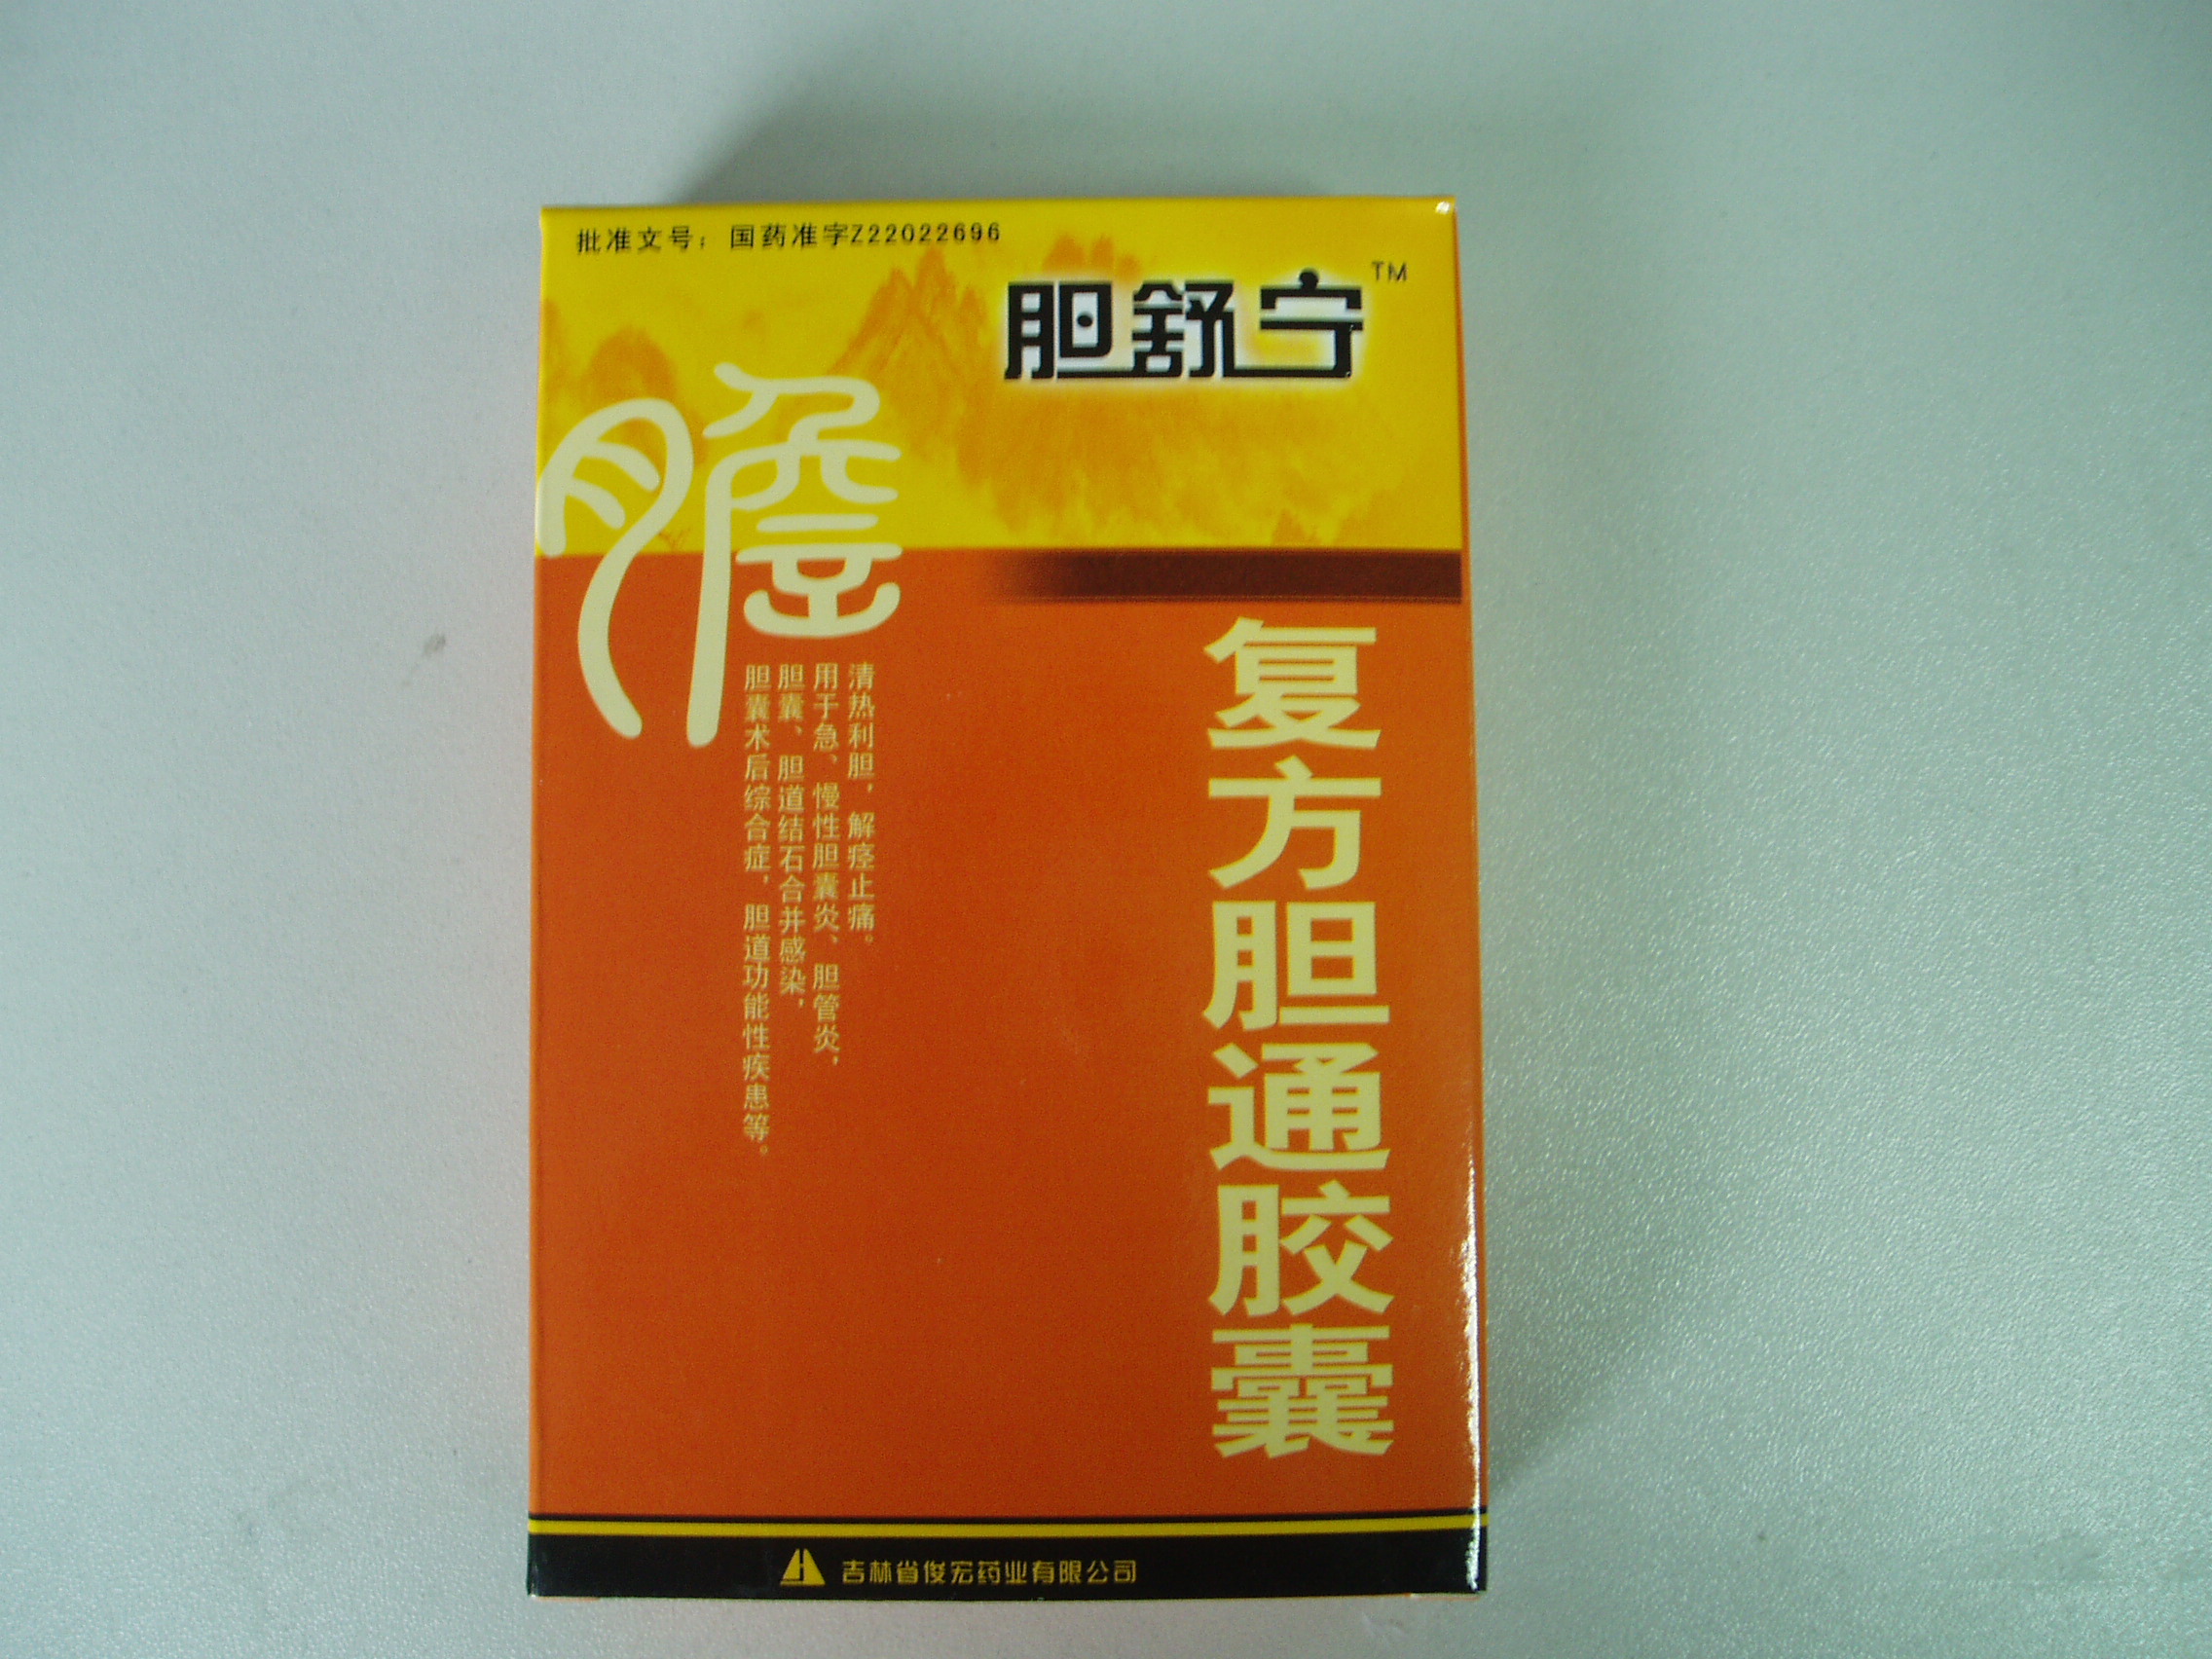 批准文号：国药准字Z22022696
胆舒宁TM
膽
复方胆通胶囊
清热利胆，解痉止痛。
用于急、慢性胆囊炎、胆管炎，
胆囊、胆道结石合并感染，
胆囊术后综合症，胆道功能性疾患等。
吉林省俊宏药业有限公司